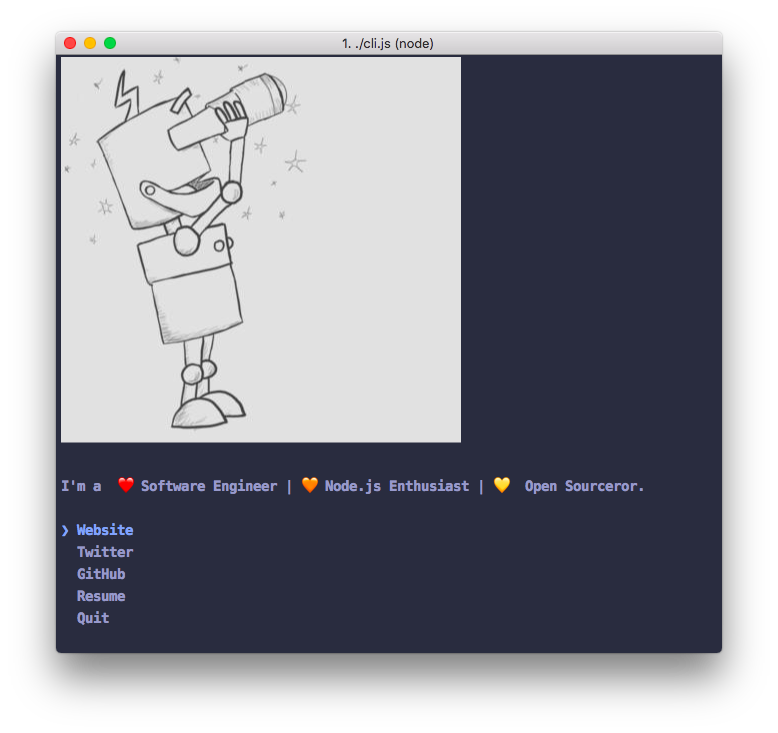 1. ./cli.js (node)
I'm a ❤️ Software Engineer | 🧡 Node.js Enthusiast | 💛 Open Sourceror.
❯ Website
Twitter
GitHub
Resume
Quit